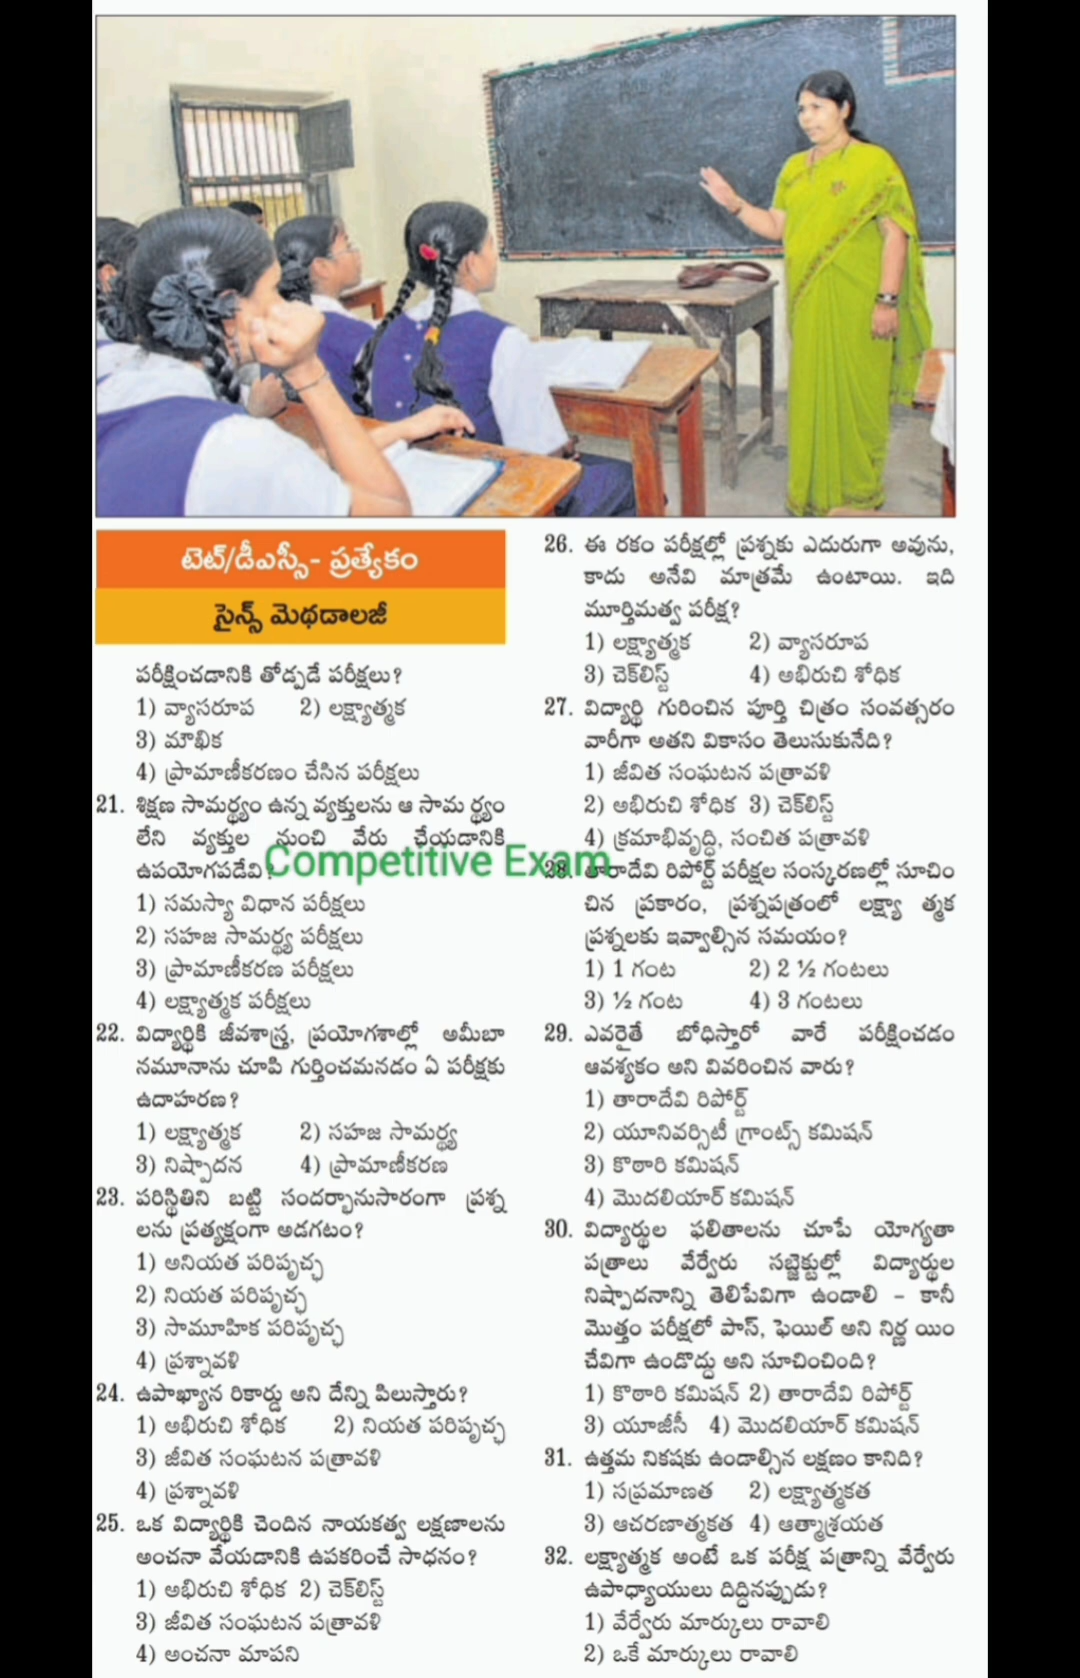 టెట్/డీఎస్సీ- ప్రత్యేకం
సైన్స్ మెథడాలజీ
పరీక్షించడానికి తోడ్పడే పరీక్షలు?
1) వ్యాసరూప 2) లక్ష్యాత్మక
3) మౌఖిక
4) ప్రామాణీకరణం చేసిన పరీక్షలు
21. శిక్షణ సామర్థ్యం ఉన్న వ్యక్తులను ఆ సామ ర్థ్యం
లేని వ్యక్తుల నుంచి వేరు చేయడానికి
ఉపయోగపడేవి?
1) సమస్యా విధాన పరీక్షలు
2) సహజ సామర్థ్య పరీక్షలు
3) ప్రామాణీకరణ పరీక్షలు
4) లక్ష్యాత్మక పరీక్షలు
22. విద్యార్థికి జీవశాస్త్ర, ప్రయోగశాల్లో అమీబా
నమూనాను చూపి గుర్తించమనడం ఏ పరీక్షకు
ఉదాహరణ?
1) లక్ష్యాత్మక 2) సహజ సామర్థ్య
3) నిష్పాదన 4) ప్రామాణీకరణ
23. పరిస్థితిని బట్టి సందర్భానుసారంగా ప్రశ్న
లను ప్రత్యక్షంగా అడగటం?
1) అనియత పరిపృచ్ఛ
2) నియత పరిపృచ్ఛ
3) సామూహిక పరిపృచ్ఛ
4) ప్రశ్నావళి
24. ఉపాఖ్యాన రికార్డు అని దేన్ని పిలుస్తారు?
1) అభిరుచి శోధిక 2) నియత పరిపృచ్ఛ
3) జీవిత సంఘటన పత్రావళి
4) ప్రశ్నావళి
25. ఒక విద్యార్థికి చెందిన నాయకత్వ లక్షణాలను
అంచనా వేయడానికి ఉపకరించే సాధనం?
1) అభిరుచి శోధిక 2) చెక్‌లిస్ట్
3) జీవిత సంఘటన పత్రావళి
4) అంచనా మాపని
26. ఈ రకం పరీక్షల్లో ప్రశ్నకు ఎదురుగా అవును,
కాదు అనేవి మాత్రమే ఉంటాయి. ఇది
మూర్తిమత్వ పరీక్ష?
1) లక్ష్యాత్మక 2) వ్యాసరూప
3) చెక్‌లిస్ట్ 4) అభిరుచి శోధిక
27. విద్యార్థి గురించిన పూర్తి చిత్రం సంవత్సరం
వారీగా అతని వికాసం తెలుసుకునేది?
1) జీవిత సంఘటన పత్రావళి
2) అభిరుచి శోధిక 3) చెక్‌లిస్ట్
4) క్రమాభివృద్ధి, సంచిత పత్రావళి
Competitive Exam
28. తారాదేవి రిపోర్ట్ పరీక్షల సంస్కరణల్లో సూచిం
చిన ప్రకారం, ప్రశ్నపత్రంలో లక్ష్యా త్మక
ప్రశ్నలకు ఇవ్వాల్సిన సమయం?
1) 1 గంట 2) 2 ½ గంటలు
3) ½ గంట 4) 3 గంటలు
29. ఎవరైతే బోధిస్తారో వారే పరీక్షించడం
ఆవశ్యకం అని వివరించిన వారు?
1) తారాదేవి రిపోర్ట్
2) యూనివర్సిటీ గ్రాంట్స్ కమిషన్
3) కొఠారి కమిషన్
4) మొదలియార్ కమిషన్
30. విద్యార్థుల ఫలితాలను చూపే యోగ్యతా
పత్రాలు వేర్వేరు సబ్జెక్టుల్లో విద్యార్థుల
నిష్పాదనాన్ని తెలిపేవిగా ఉండాలి - కానీ
మొత్తం పరీక్షలో పాస్, ఫెయిల్ అని నిర్ణ యిం
చేవిగా ఉండొద్దు అని సూచించింది?
1) కొఠారి కమిషన్ 2) తారాదేవి రిపోర్ట్
3) యూజీసీ 4) మొదలియార్ కమిషన్
31. ఉత్తమ నికషకు ఉండాల్సిన లక్షణం కానిది?
1) సప్రమాణత 2) లక్ష్యాత్మకత
3) ఆచరణాత్మకత 4) ఆత్మాశ్రయత
32. లక్ష్యాత్మక అంటే ఒక పరీక్ష పత్రాన్ని వేర్వేరు
ఉపాధ్యాయులు దిద్దినప్పుడు?
1) వేర్వేరు మార్కులు రావాలి
2) ఒకే మార్కులు రావాలి